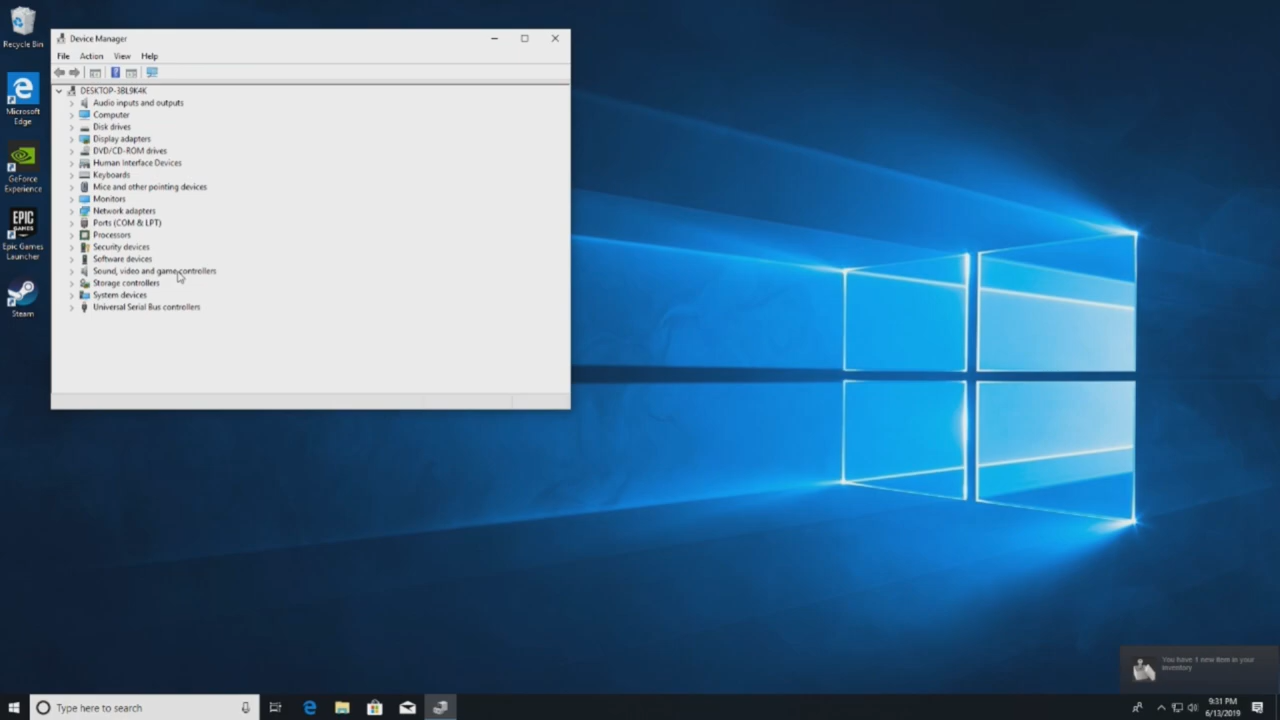 Recycle Bin
Microsoft
Edge
GeForce
Experience
EPIC
GAMES
Epic Games
Launcher
Steam
Device Manager
File Action View Help
DESKTOP-3BL9K4K
Audio inputs and outputs
Computer
Disk drives
Display adapters
DVD/CD-ROM drives
Human Interface Devices
Keyboards
Mice and other pointing devices
Monitors
Network adapters
Ports (COM & LPT)
Processors
Security devices
Software devices
Sound, video and game controllers
Storage controllers
System devices
Universal Serial Bus controllers
You have 1 new item in your
inventory
Type here to search
9:31 PM
6/13/2019